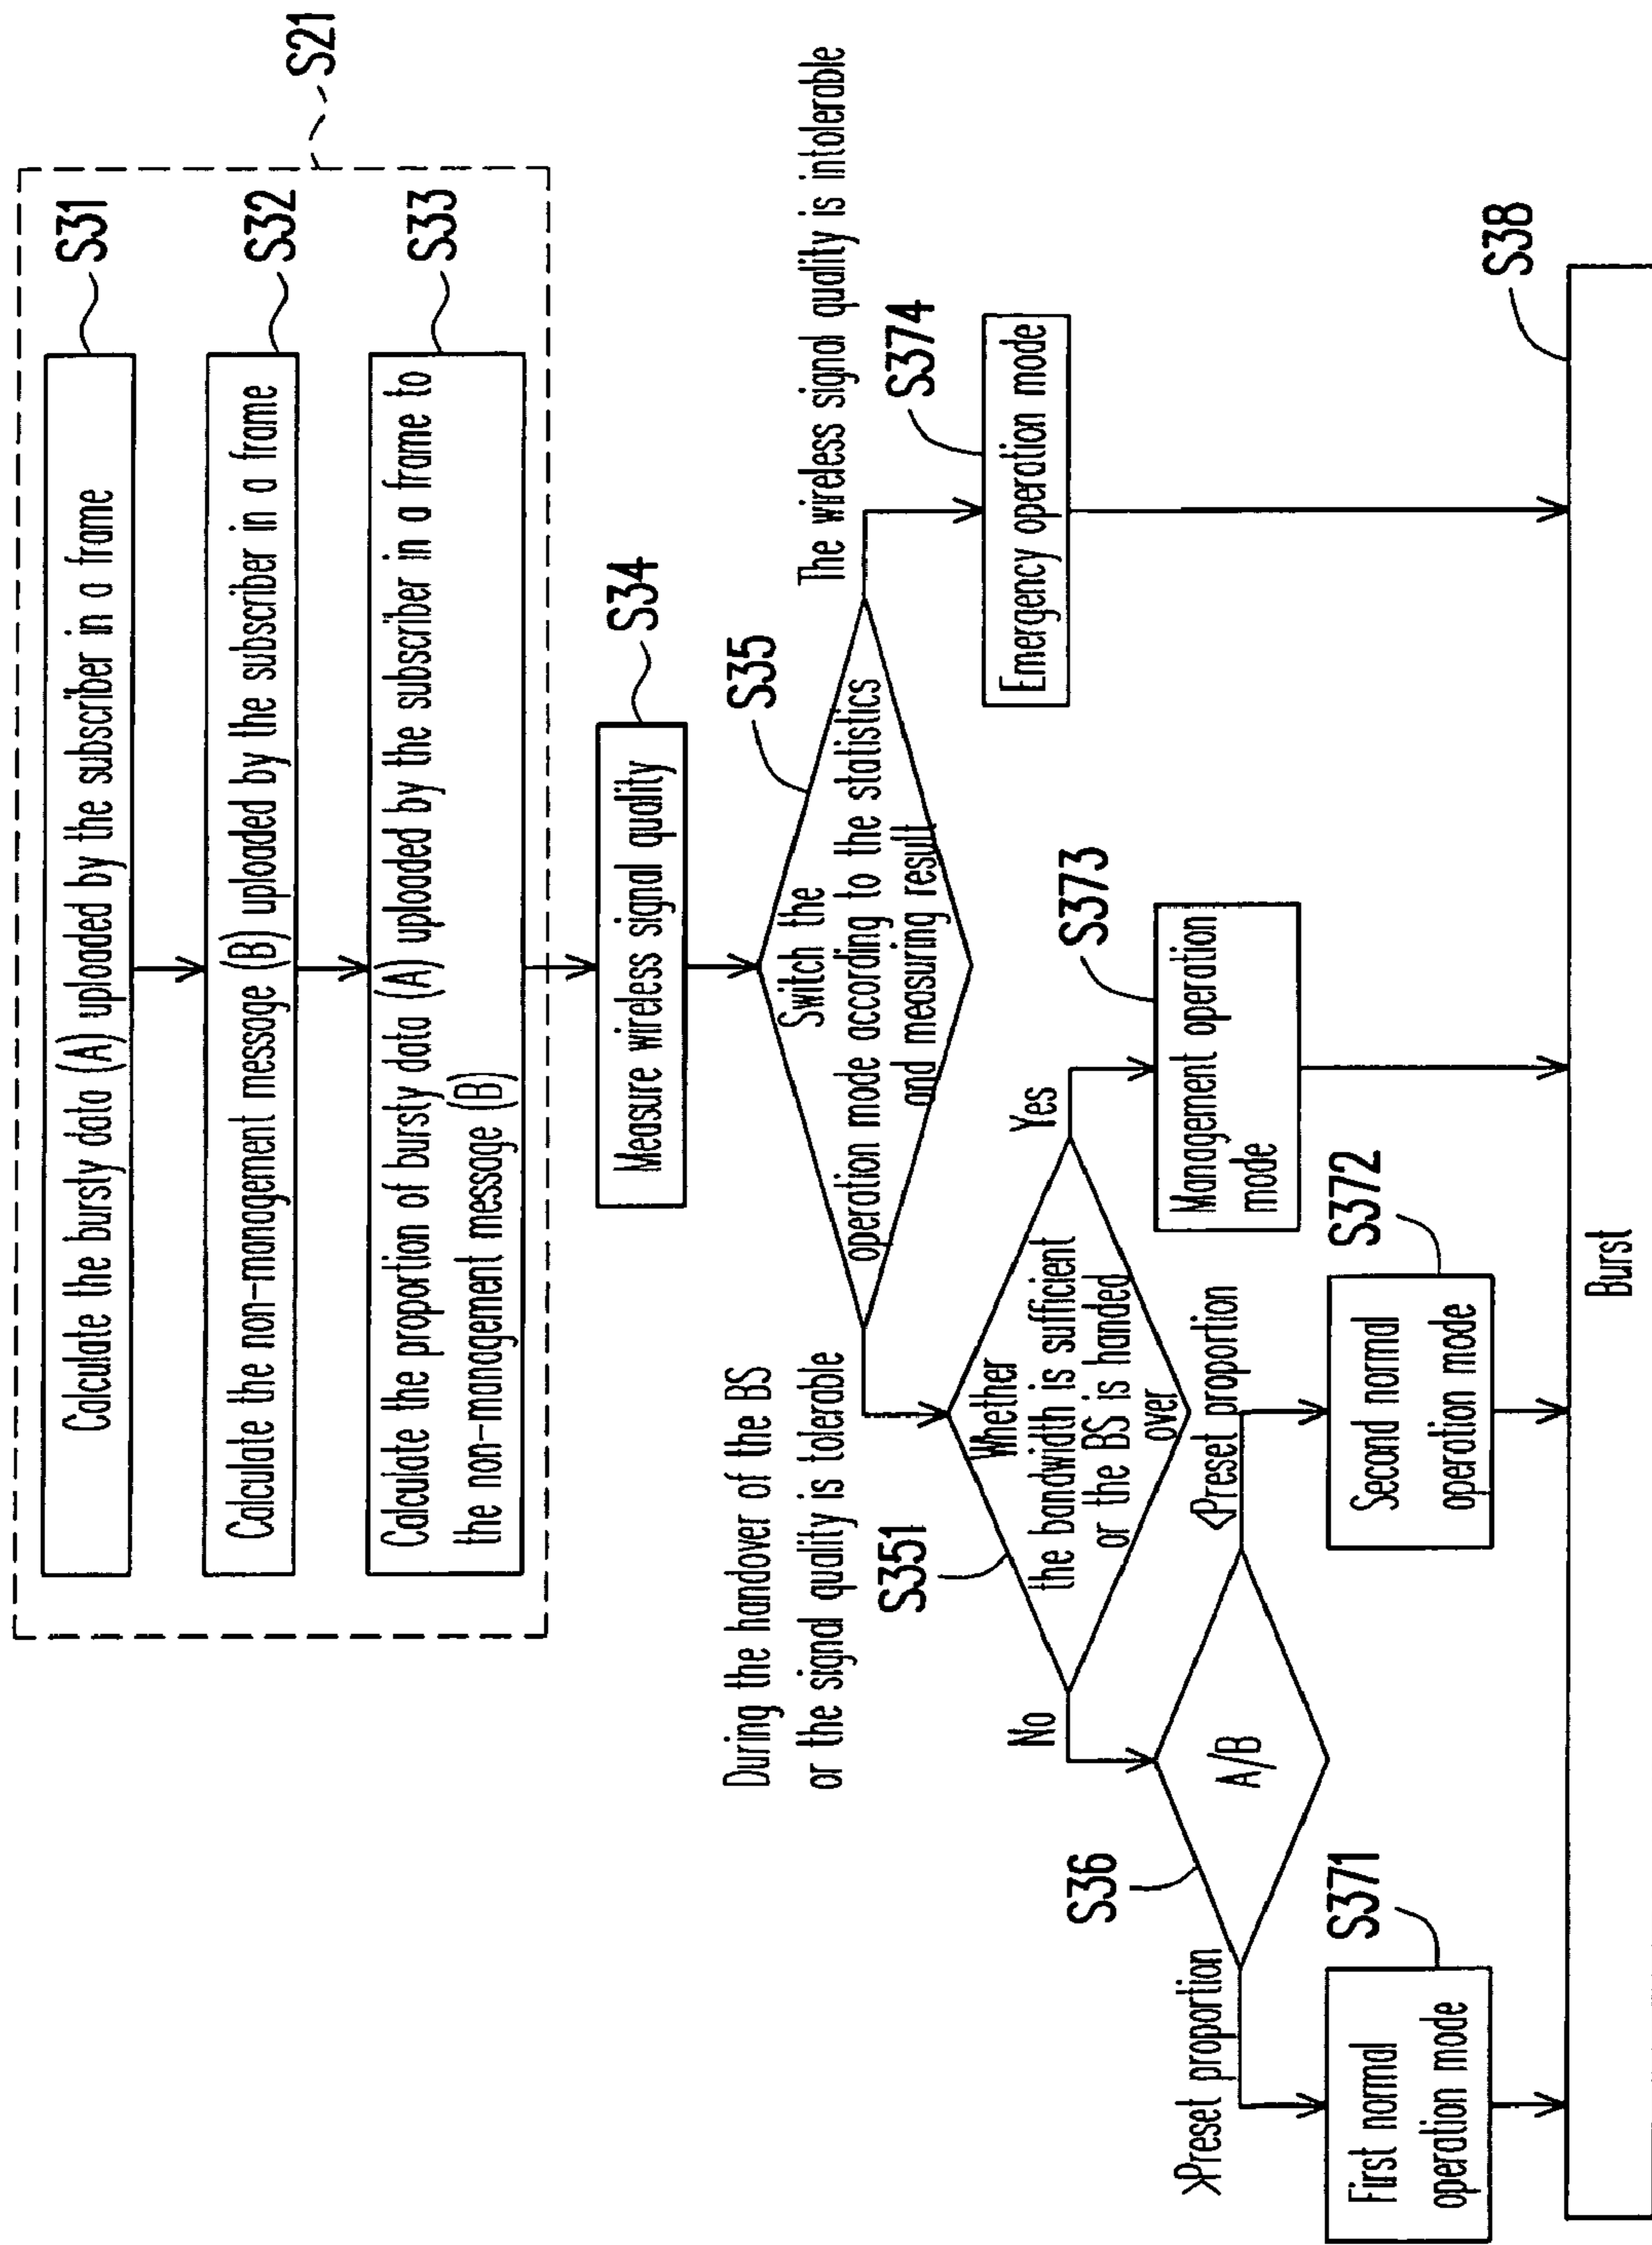 S21
Calculate the bursty data (A) uploaded by the subscriber in a frame
S31
Calculate the non-management message (B) uploaded by the subscriber in a frame
S32
Calculate the proportion of bursty data (A) uploaded by the subscriber in a frame to
the non-management message (B)
S33
Measure wireless signal quality
S34
Switch the
operation mode according to the statistics
and measuring result
S35
During the handover of the BS
or the signal quality is tolerable
The wireless signal quality is intolerable
S351
Whether
the bandwidth is sufficient
or the BS is handed
over
Emergency operation mode
S374
No
Yes
S36
A/B
Management operation
mode
S373
>Preset proportion
<Preset proportion
First normal
operation mode
S371
Second normal
operation mode
S372
Burst
S38